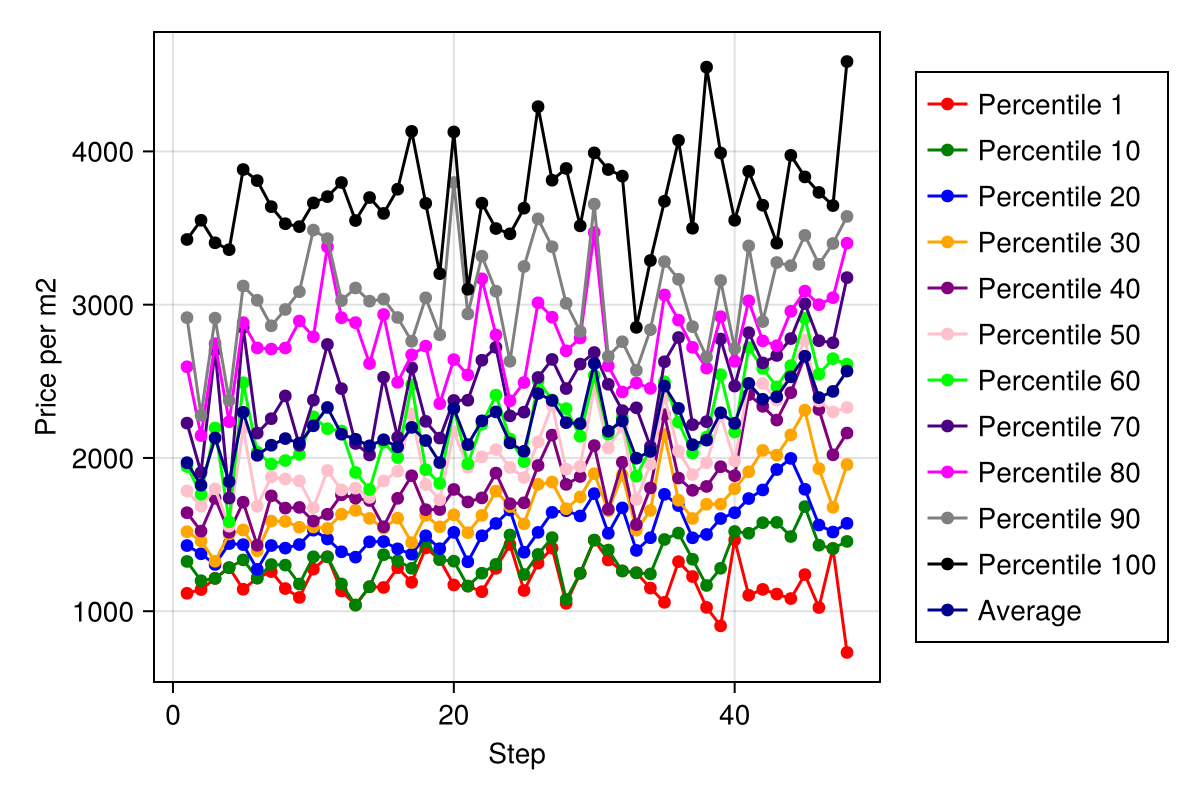 4000
3000
2000
1000
Price per m2
0
20
40
Step
Percentile 1
Percentile 10
Percentile 20
Percentile 30
Percentile 40
Percentile 50
Percentile 60
Percentile 70
Percentile 80
Percentile 90
Percentile 100
Average